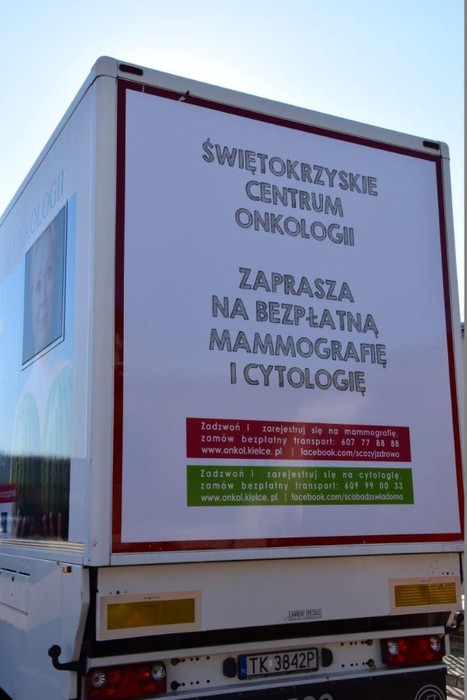 ŚWIĘTOKRZYSKIE
CENTRUM
ONKOLOGII
ZAPRASZA
NA BEZPŁATNĄ
MAMMOGRAFIĘ
I CYTOLOGIĘ
Zadzwoń i zarejestruj się na mammografię,
zamów bezpłatny transport: 607 77 88 88
www.onkol.kielce.pl | facebook.com/scozyjzdrowo
Zadzwoń i zarejestruj się na cytologię,
zamów bezpłatny transport: 609 99 00 33
www.onkol.kielce.pl | facebook.com/scobadzswiadoma
TK 3842P